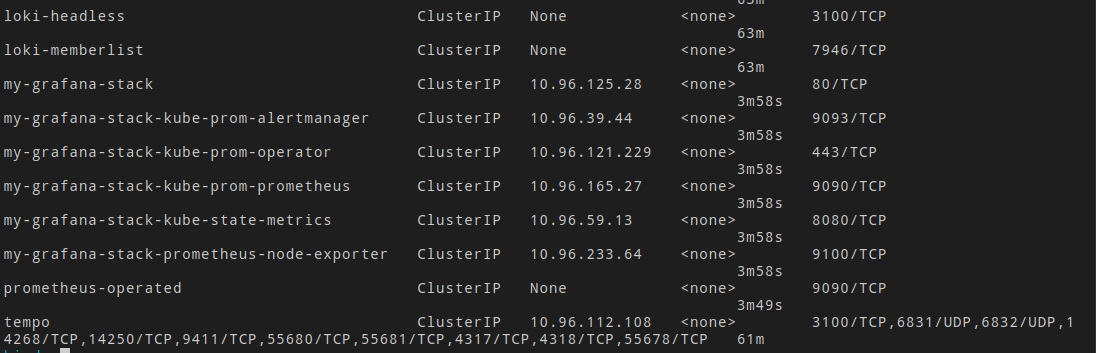 63m
loki-headless ClusterIP None <none> 3100/TCP
63m
loki-memberlist ClusterIP None <none> 7946/TCP
63m
my-grafana-stack ClusterIP 10.96.125.28 <none> 80/TCP
3m58s
my-grafana-stack-kube-prom-alertmanager ClusterIP 10.96.39.44 <none> 9093/TCP
3m58s
my-grafana-stack-kube-prom-operator ClusterIP 10.96.121.229 <none> 443/TCP
3m58s
my-grafana-stack-kube-prom-prometheus ClusterIP 10.96.165.27 <none> 9090/TCP
3m58s
my-grafana-stack-kube-state-metrics ClusterIP 10.96.59.13 <none> 8080/TCP
3m58s
my-grafana-stack-prometheus-node-exporter ClusterIP 10.96.233.64 <none> 9100/TCP
3m58s
prometheus-operated ClusterIP None <none> 9090/TCP
3m49s
tempo ClusterIP 10.96.112.108 <none> 3100/TCP,6831/UDP,6832/UDP,1
4268/TCP,14250/TCP,9411/TCP,55680/TCP,55681/TCP,4317/TCP,4318/TCP,55678/TCP 61m